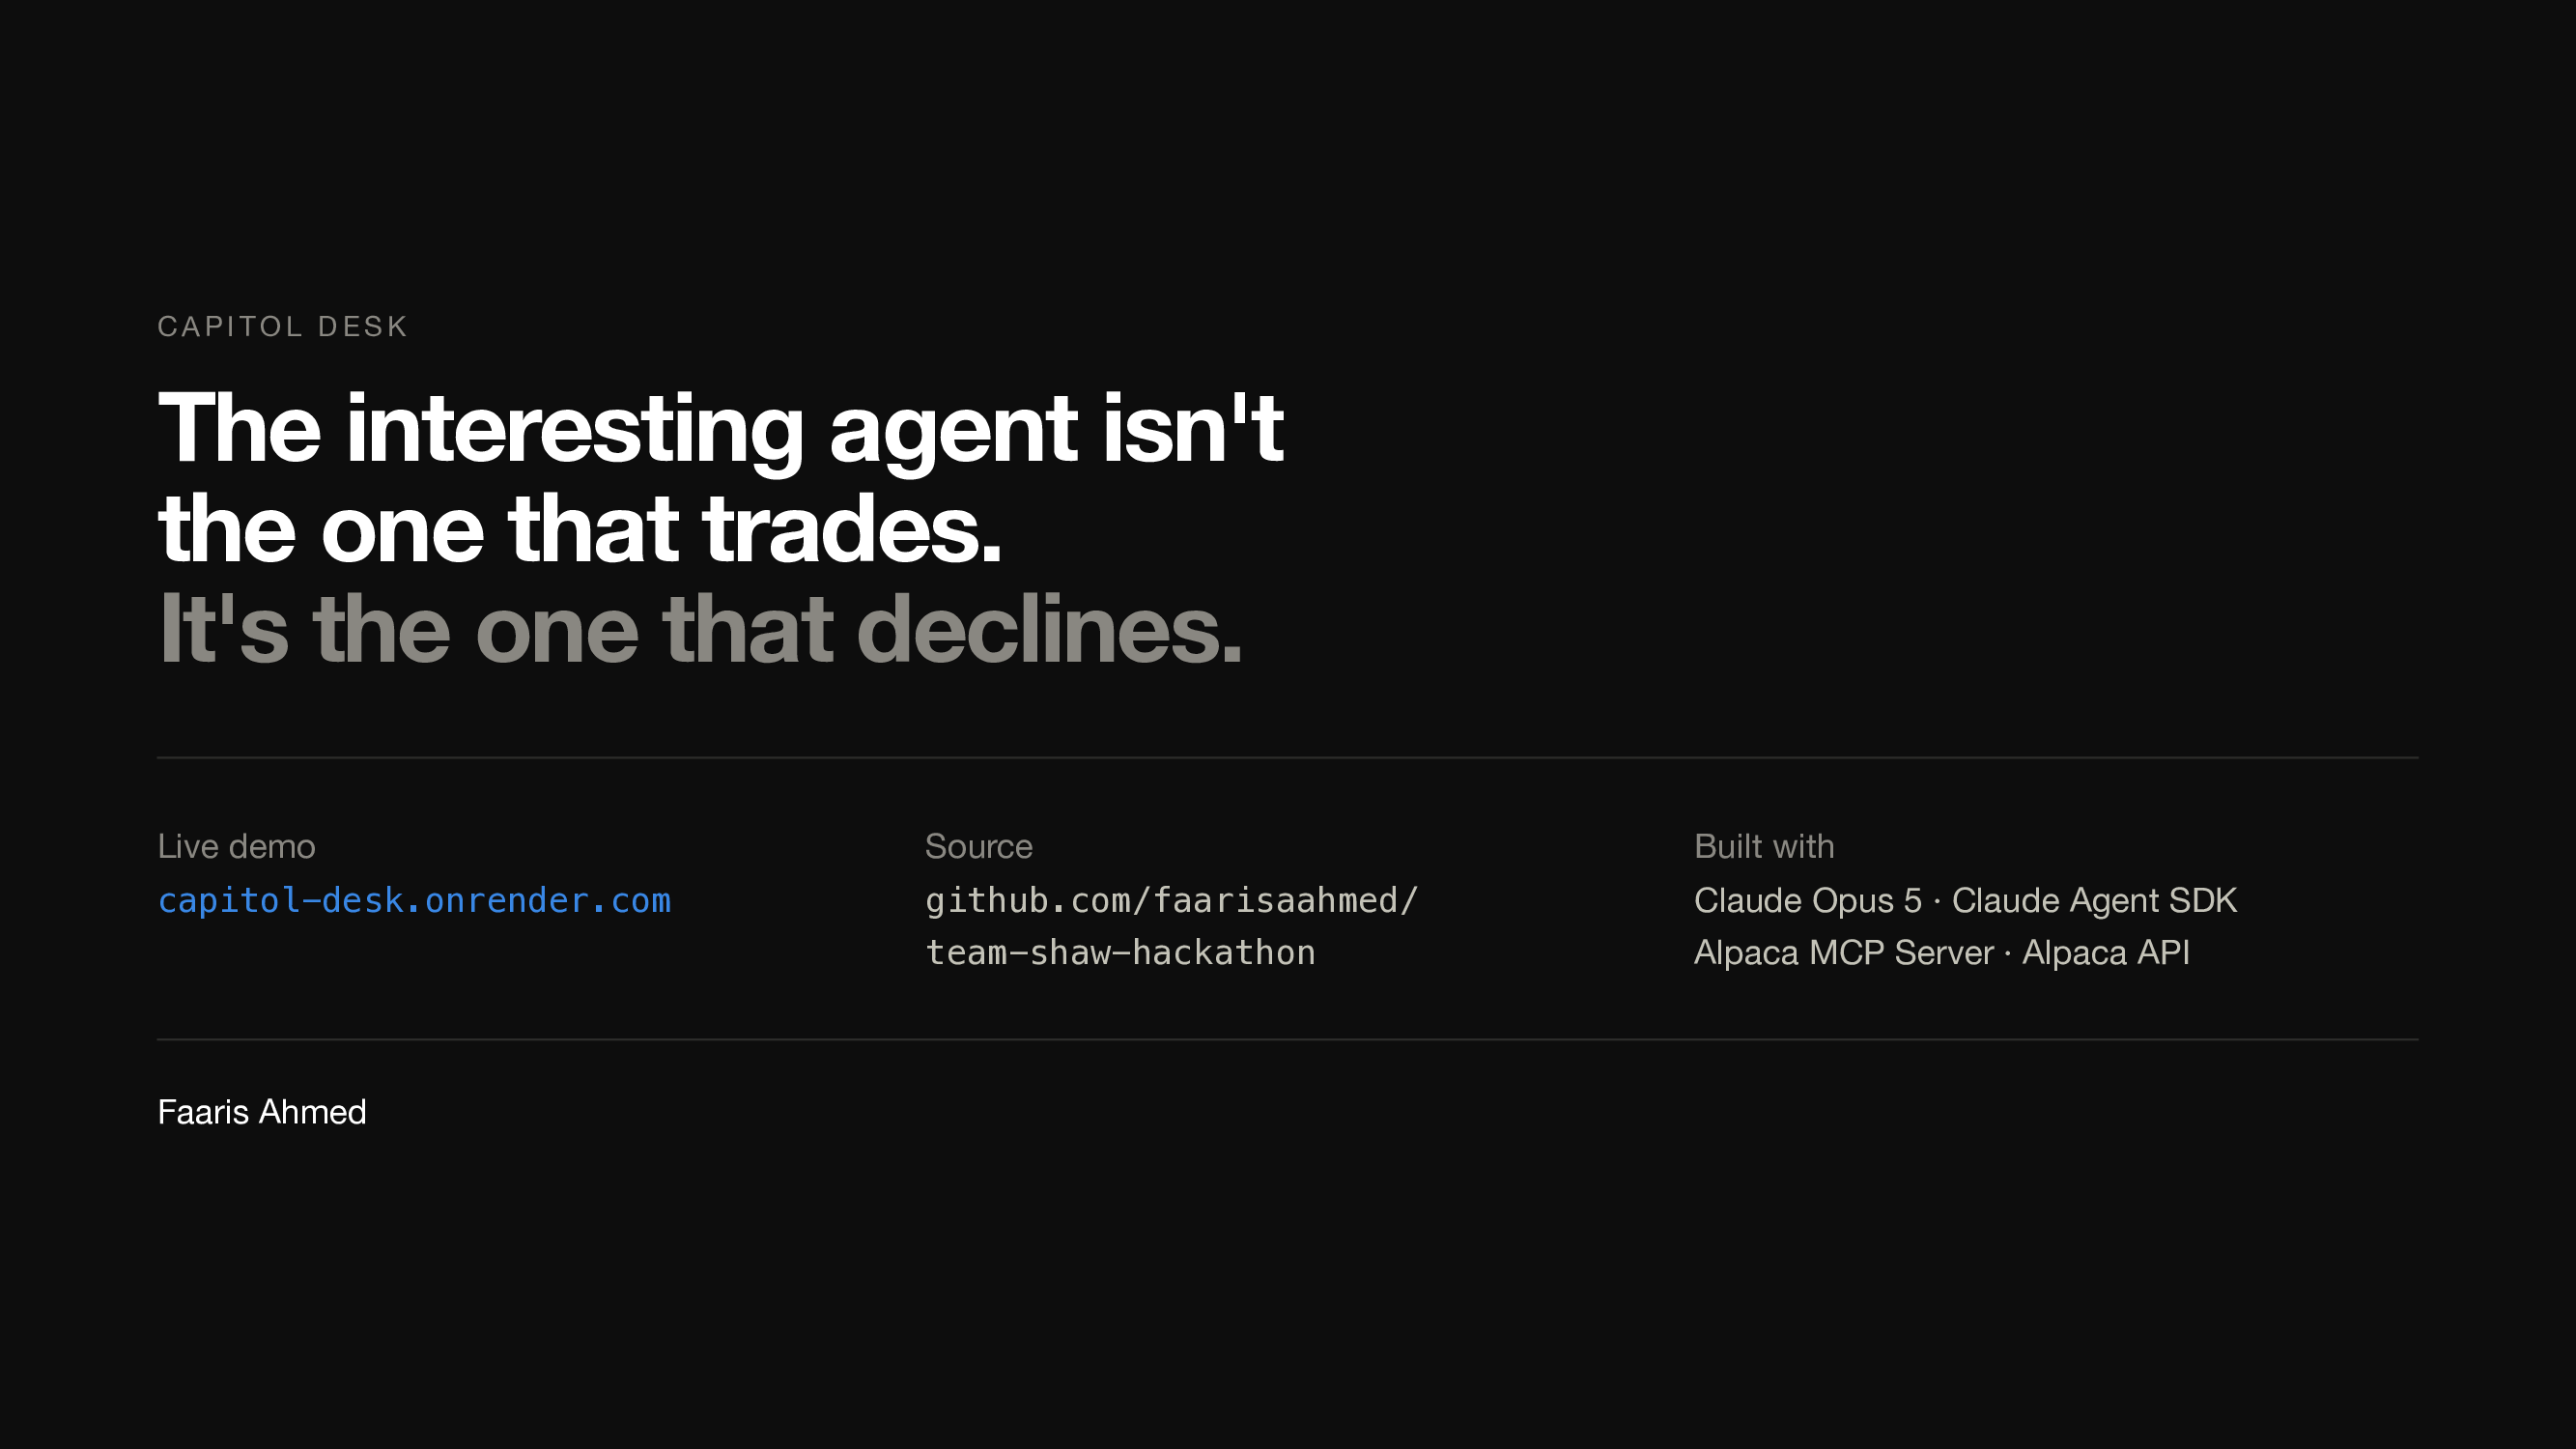 CAPITOL DESK
The interesting agent isn't
the one that trades.
It's the one that declines.
Live demo
capitol-desk.onrender.com
Source
github.com/faarisaahmed/
team-shaw-hackathon
Built with
Claude Opus 5 · Claude Agent SDK
Alpaca MCP Server · Alpaca API
Faaris Ahmed